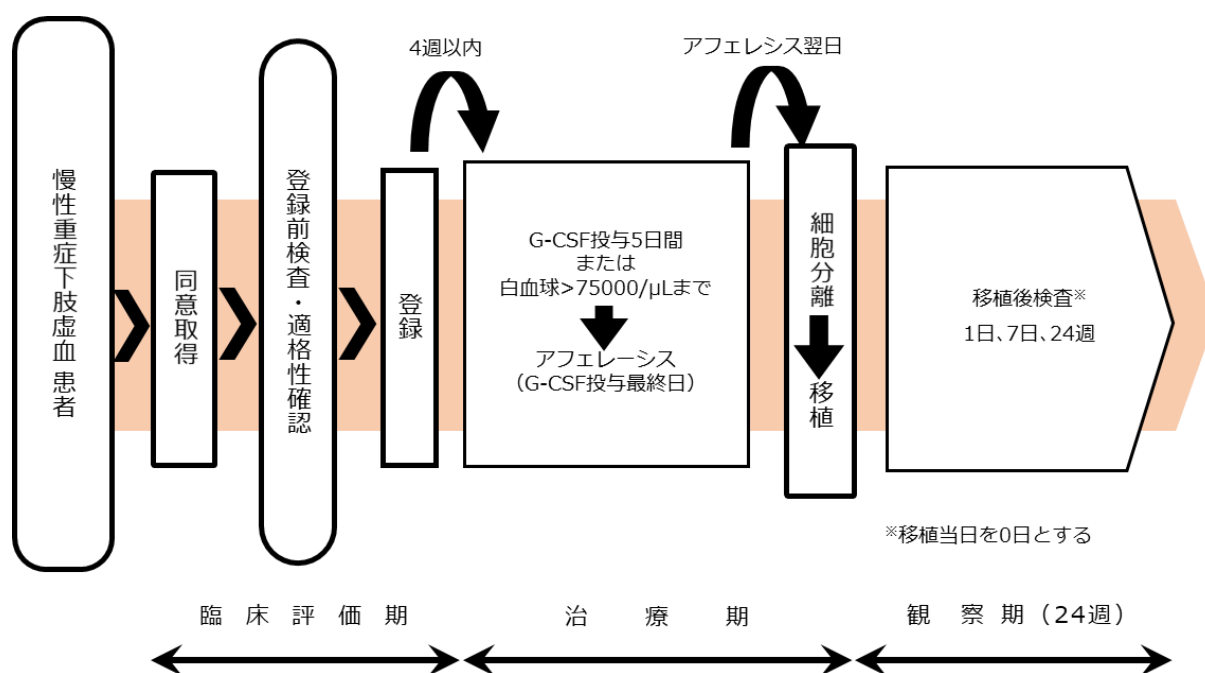 4週以内
アフェレシス翌日
慢性重症下肢虚血 患者
同意取得
登録前検査・適格性確認
登録
G-CSF投与5日間
または
白血球>75000/μLまで
アフェレーシス
（G-CSF投与最終日）
細胞分離
移植
移植後検査※
1日、7日、24週
※移植当日を0日とする
臨床評価期
治療期
観察期（24週）